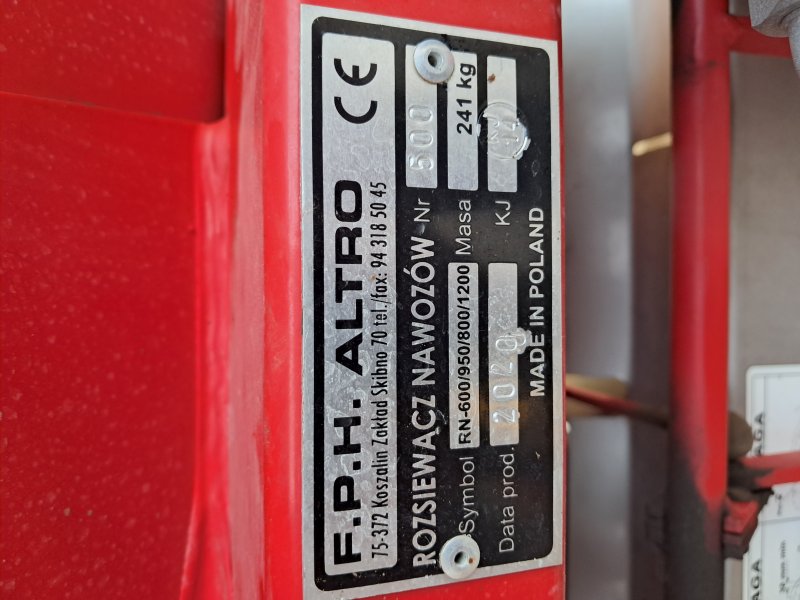 F.P.H. ALTRO CE
75-372 Koszalin Zakład Skibno 70 tel./fax: 94 318 50 45
ROZSIEWACZ NAWOZÓW Nr 500
Symbol RN-600/950/800/1200 Masa 241 kg
Data prod. 2020 KJ
MADE IN POLAND